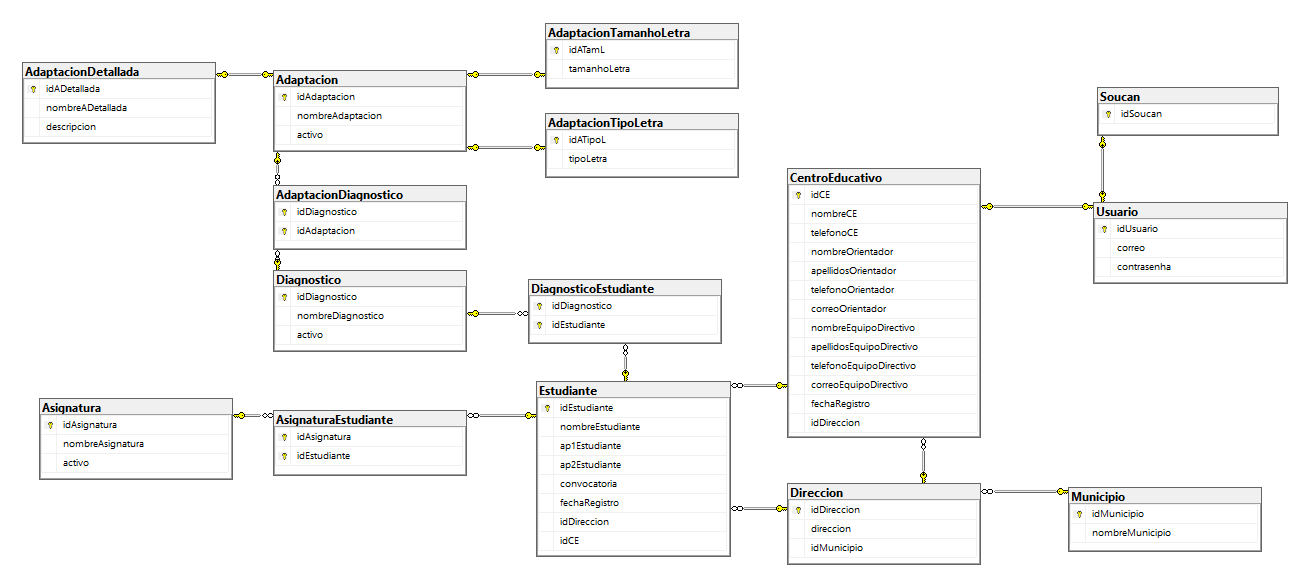 AdaptacionDetallada
idADetallada
nombreADetallada
descripcion
Adaptacion
idAdaptacion
nombreAdaptacion
activo
AdaptacionTamanhoLetra
idATamL
tamanhoLetra
AdaptacionTipoLetra
idATipoL
tipoLetra
AdaptacionDiagnostico
idDiagnostico
idAdaptacion
Diagnostico
idDiagnostico
nombreDiagnostico
activo
DiagnosticoEstudiante
idDiagnostico
idEstudiante
Asignatura
idAsignatura
nombreAsignatura
activo
AsignaturaEstudiante
idAsignatura
idEstudiante
Estudiante
idEstudiante
nombreEstudiante
ap1Estudiante
ap2Estudiante
convocatoria
fechaRegistro
idDireccion
idCE
CentroEducativo
idCE
nombreCE
telefonoCE
nombreOrientador
apellidosOrientador
telefonoOrientador
correoOrientador
nombreEquipoDirectivo
apellidosEquipoDirectivo
telefonoEquipoDirectivo
correoEquipoDirectivo
fechaRegistro
idDireccion
Soucan
idSoucan
Usuario
idUsuario
correo
contrasenha
Direccion
idDireccion
direccion
idMunicipio
Municipio
idMunicipio
nombreMunicipio